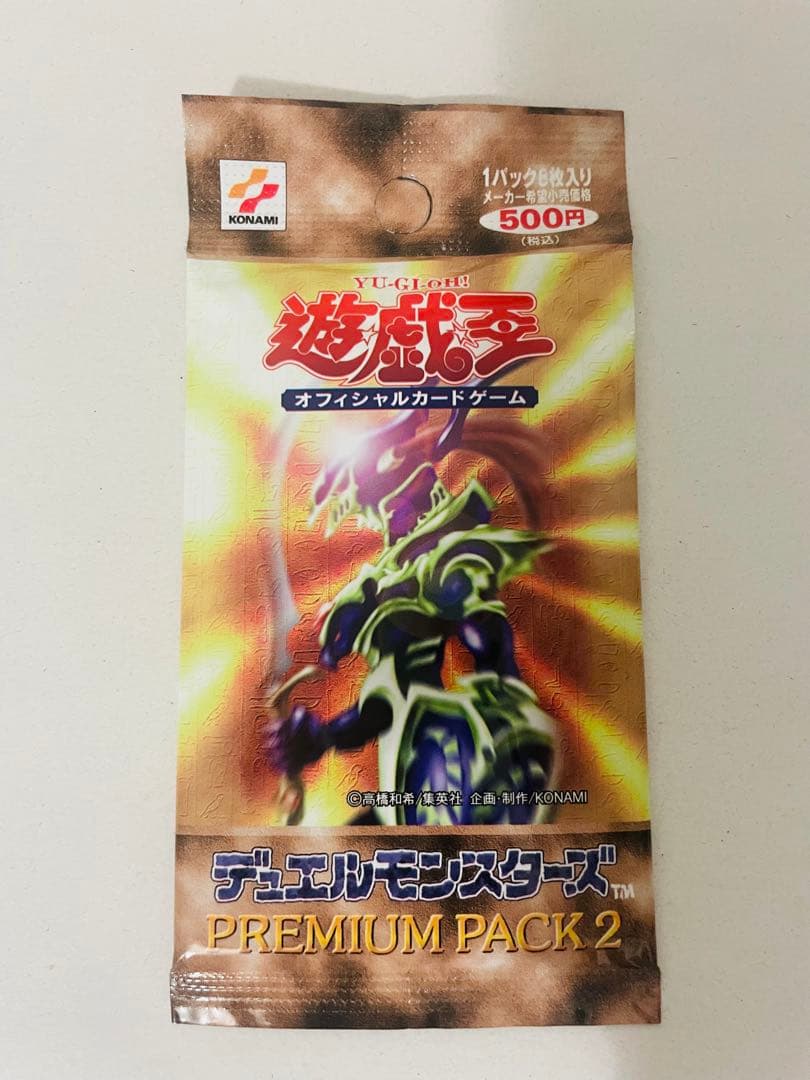 KONAMI
1パック8枚入り
メーカー希望小売価格
500円
(税込)
YU-GI-OH!
遊戯王
オフィシャルカードゲーム
©高橋和希/集英社 企画・制作/KONAMI
デュエルモンスターズ™
PREMIUM PACK 2